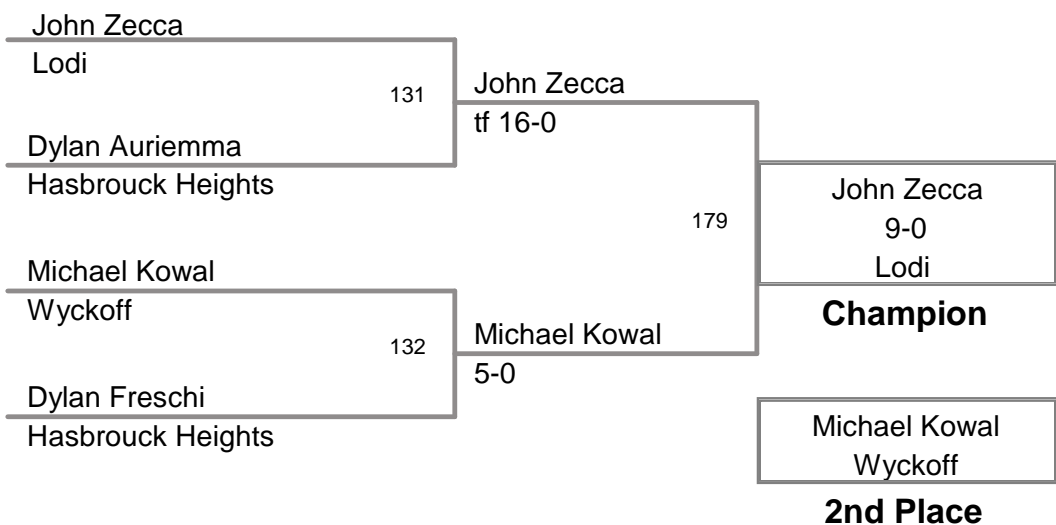 John Zecca
Lodi
131
John Zecca
tf 16-0
Dylan Auriemma
Hasbrouck Heights
179
John Zecca
9-0
Lodi
Champion
Michael Kowal
Wyckoff
132
Michael Kowal
5-0
Dylan Freschi
Hasbrouck Heights
Michael Kowal
Wyckoff
2nd Place